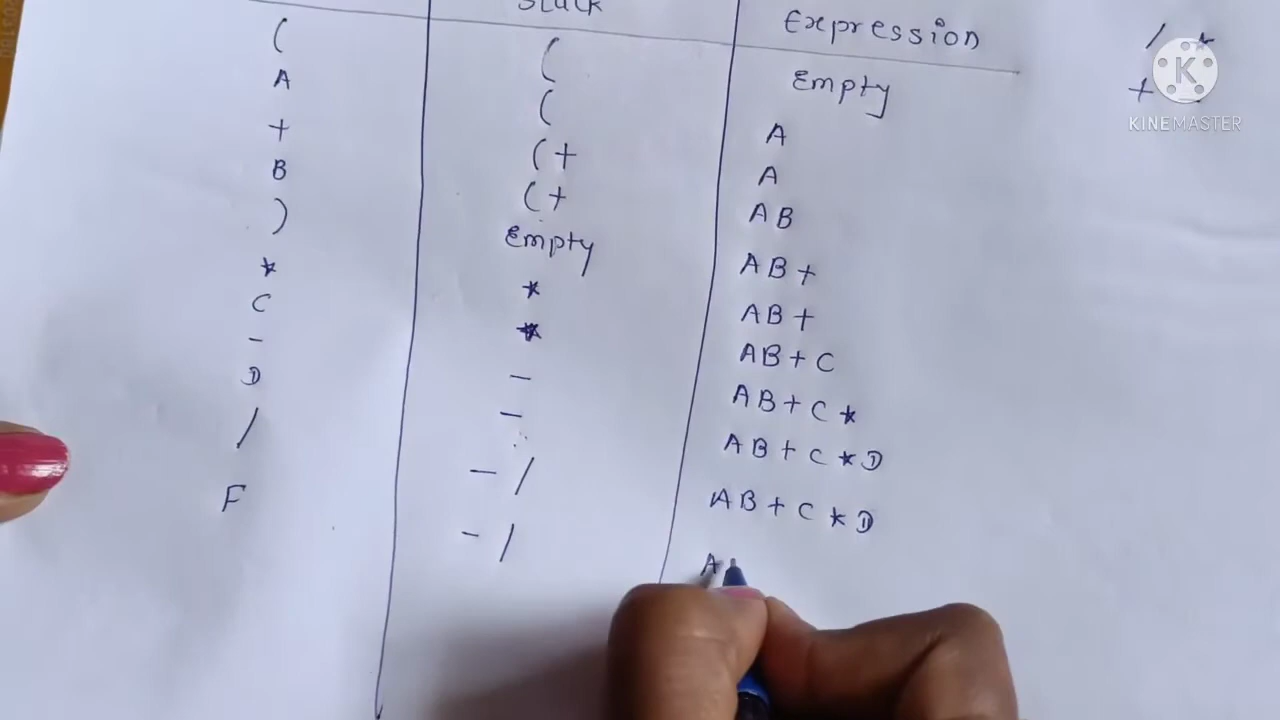 Stack Expression
( ( Empty
A ( A
+ (+ A
B (+ AB
) Empty AB+
* * AB+
C * AB+C
- - AB+C*
D - AB+C*D
/ -/ AB+C*D
F -/ A
/ *
+
K
KINEMASTER